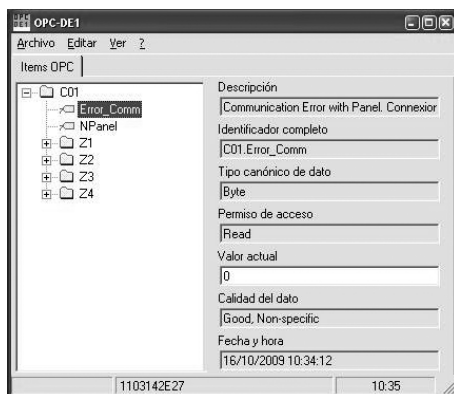 OPC-DE1
Archivo Editar Ver ?
Items OPC
C01
Error_Comm
NPanel
Z1
Z2
Z3
Z4
Descripción
Communication Error with Panel. Connexior
Identificador completo
C01.Error_Comm
Tipo canónico de dato
Byte
Permiso de acceso
Read
Valor actual
0
Calidad del dato
Good, Non-specific
Fecha y hora
16/10/2009 10:34:12
1103142E27 10:35